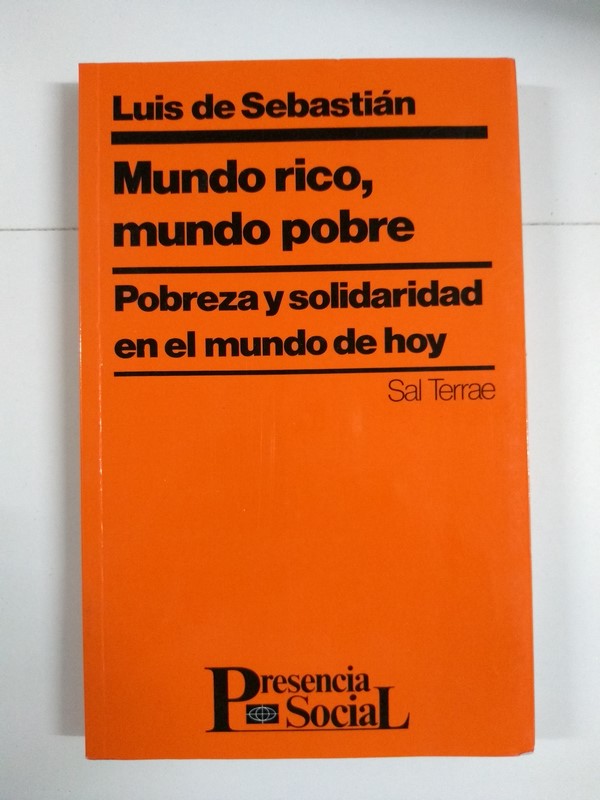 Luis de Sebastián
Mundo rico,
mundo pobre
Pobreza y solidaridad
en el mundo de hoy
Sal Terrae
Presencia
SociaL